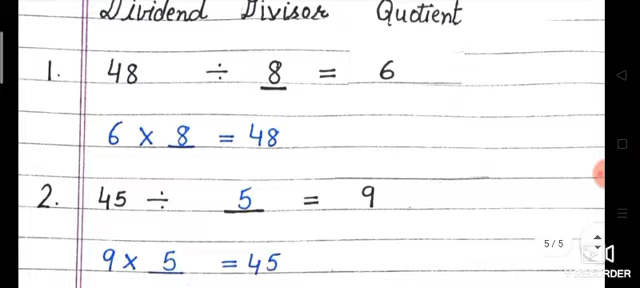 Dividend Divisor Quotient
1. 48 ÷ 8 = 6
6 × 8 = 48
2. 45 ÷ 5 = 9
9 × 5 = 45
5 / 5
RECORDER